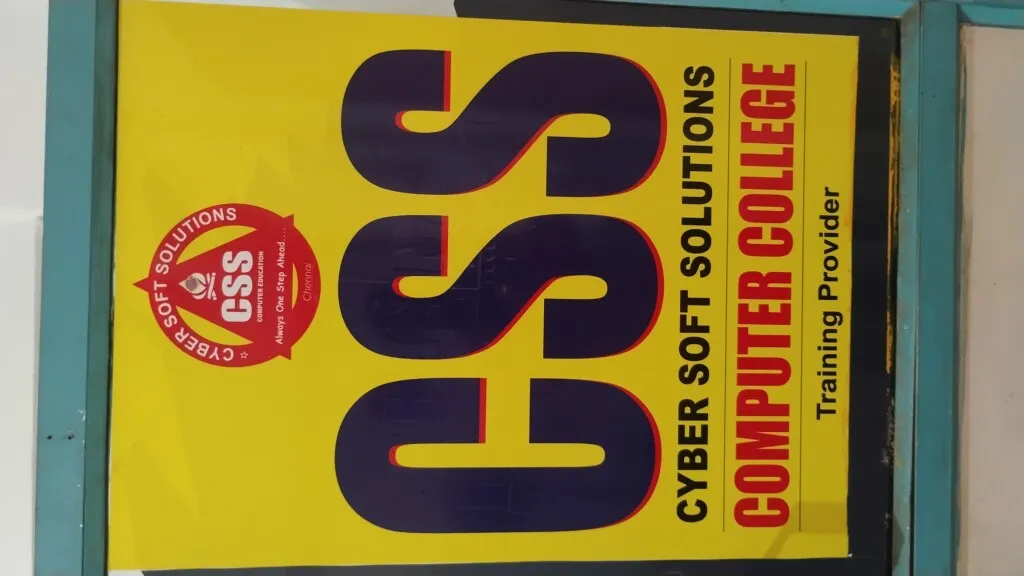 CYBER SOFT SOLUTIONS
CSS
COMPUTER EDUCATION
Always One Step Ahead....
Chennai
CSS
CYBER SOFT SOLUTIONS
COMPUTER COLLEGE
Training Provider